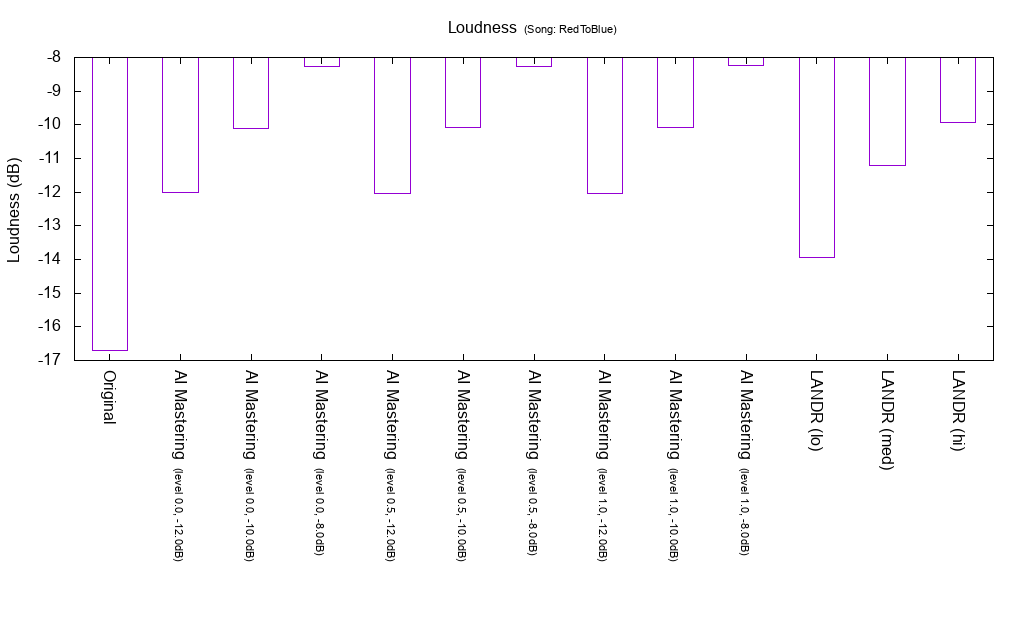 Loudness (Song: RedToBlue)
Loudness (dB)
-8
-9
-10
-11
-12
-13
-14
-15
-16
-17
Original
AI Mastering (level 0.0, -12.0dB)
AI Mastering (level 0.0, -10.0dB)
AI Mastering (level 0.0, -8.0dB)
AI Mastering (level 0.5, -12.0dB)
AI Mastering (level 0.5, -10.0dB)
AI Mastering (level 0.5, -8.0dB)
AI Mastering (level 1.0, -12.0dB)
AI Mastering (level 1.0, -10.0dB)
AI Mastering (level 1.0, -8.0dB)
LANDR (lo)
LANDR (med)
LANDR (hi)